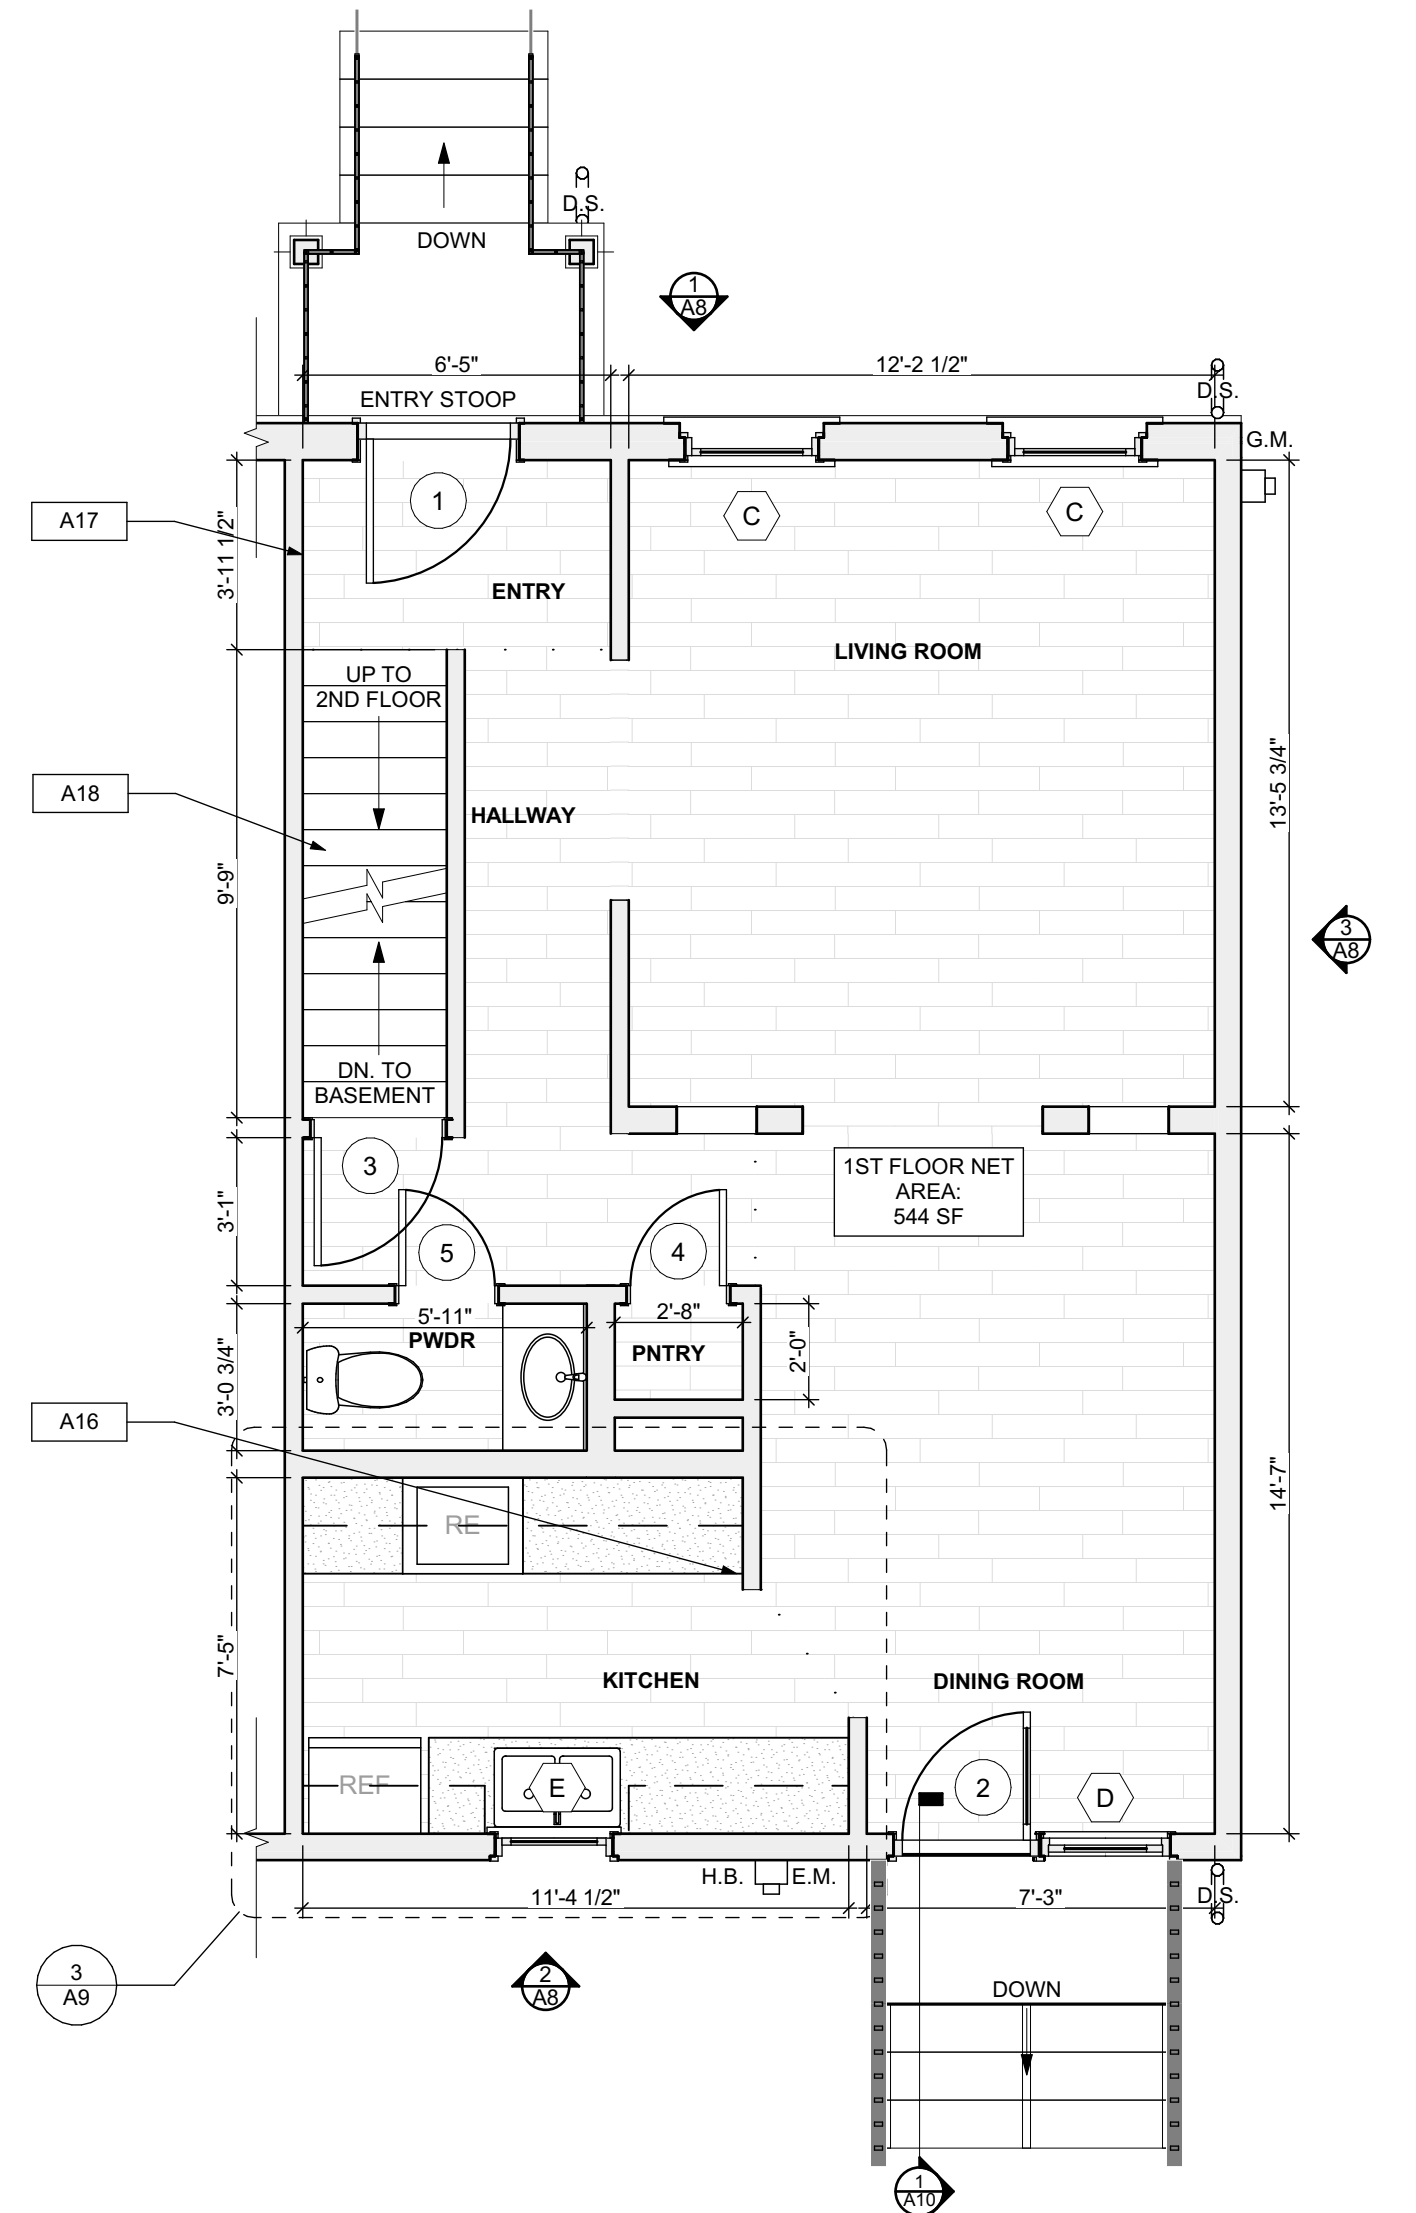 D.S.
DOWN
1
A8
6'-5"
12'-2 1/2"
D.S.
ENTRY STOOP
G.M.
1
C
C
A17
3'-11 1/2"
ENTRY
LIVING ROOM
UP TO
2ND FLOOR
A18
HALLWAY
13'-5 3/4"
9'-9"
3
A8
DN. TO
BASEMENT
3
1ST FLOOR NET
AREA:
544 SF
3'-1"
5
4
5'-11"
2'-8"
PWDR
PNTRY
2'-0"
3'-0 3/4"
A16
14'-7"
RE
7'-5"
KITCHEN
DINING ROOM
REF
E
2
D
H.B.
E.M.
11'-4 1/2"
7'-3"
D.S.
3
A9
2
A8
DOWN
1
A10